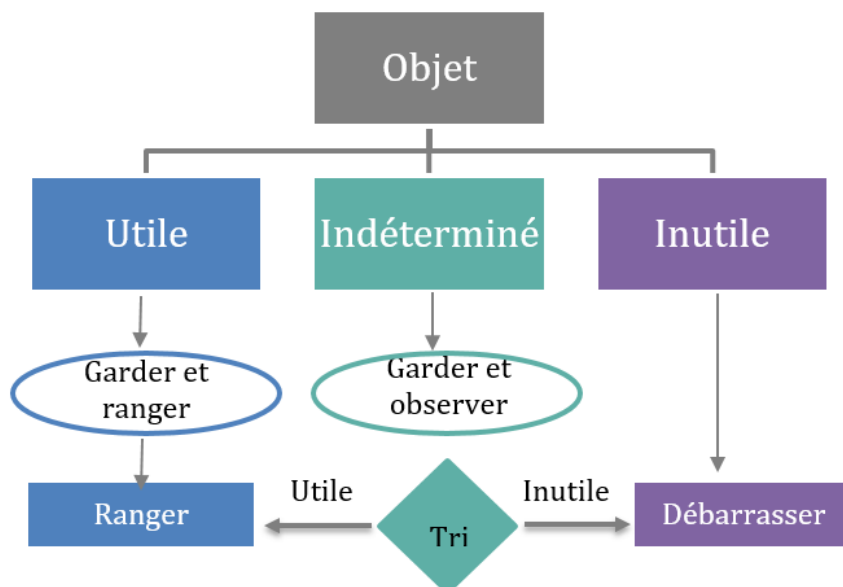 Objet
Utile
Indéterminé
Inutile
Garder et
ranger
Garder et
observer
Utile
Inutile
Ranger
Tri
Débarrasser